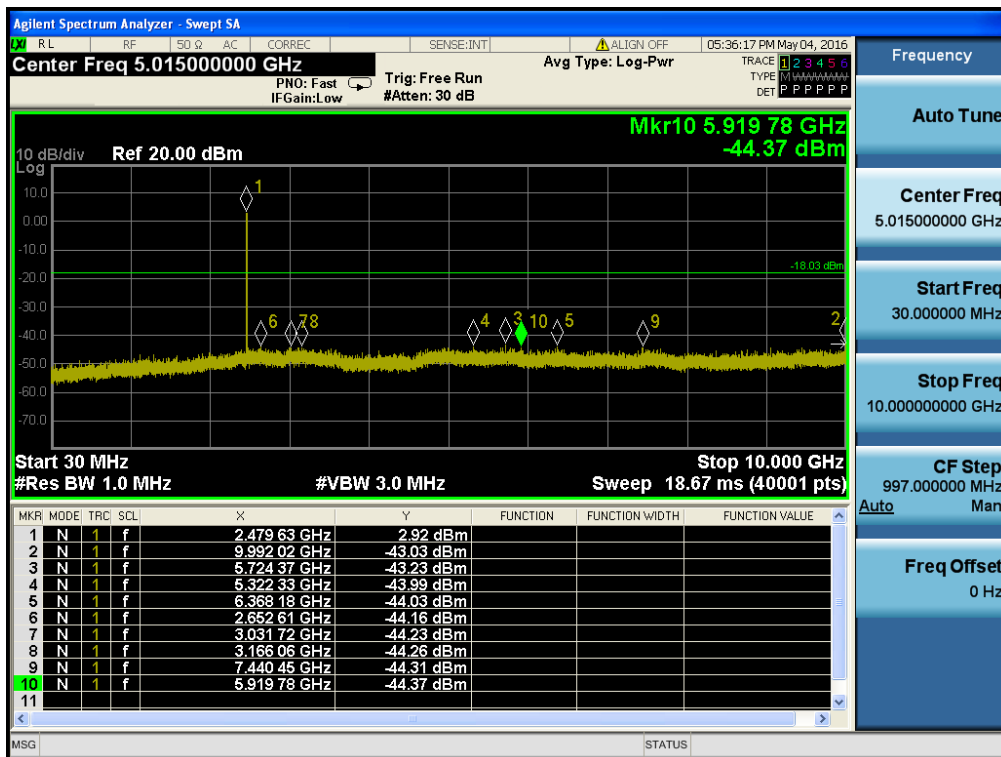 Agilent Spectrum Analyzer - Swept SA
LXI RL RF 50 Ω AC CORREC SENSE:INT ALIGN OFF 05:36:17 PM May 04, 2016
Center Freq 5.015000000 GHz
PNO: Fast
IFGain:Low
Trig: Free Run
#Atten: 30 dB
Avg Type: Log-Pwr
TRACE 1 2 3 4 5 6
TYPE M W W W W W
DET P P P P P P
Mkr10 5.919 78 GHz
-44.37 dBm
10 dB/div Ref 20.00 dBm
Log
10.0
0.00
-10.0
-20.0
-30.0
-40.0
-50.0
-60.0
-70.0
1
-18.03 dBm
6 7 8 4 3 10 5 9 2
Start 30 MHz Stop 10.000 GHz
#Res BW 1.0 MHz #VBW 3.0 MHz Sweep 18.67 ms (40001 pts)
MKR MODE TRC SCL X Y FUNCTION FUNCTION WIDTH FUNCTION VALUE
1 N 1 f 2.479 63 GHz 2.92 dBm
2 N 1 f 9.992 02 GHz -43.03 dBm
3 N 1 f 5.724 37 GHz -43.23 dBm
4 N 1 f 5.322 33 GHz -43.99 dBm
5 N 1 f 6.368 18 GHz -44.03 dBm
6 N 1 f 2.652 61 GHz -44.16 dBm
7 N 1 f 3.031 72 GHz -44.23 dBm
8 N 1 f 3.166 06 GHz -44.26 dBm
9 N 1 f 7.440 45 GHz -44.31 dBm
10 N 1 f 5.919 78 GHz -44.37 dBm
11
MSG STATUS
Frequency
Auto Tune
Center Freq
5.015000000 GHz
Start Freq
30.000000 MHz
Stop Freq
10.000000000 GHz
CF Step
997.000000 MHz
Auto Man
Freq Offset
0 Hz